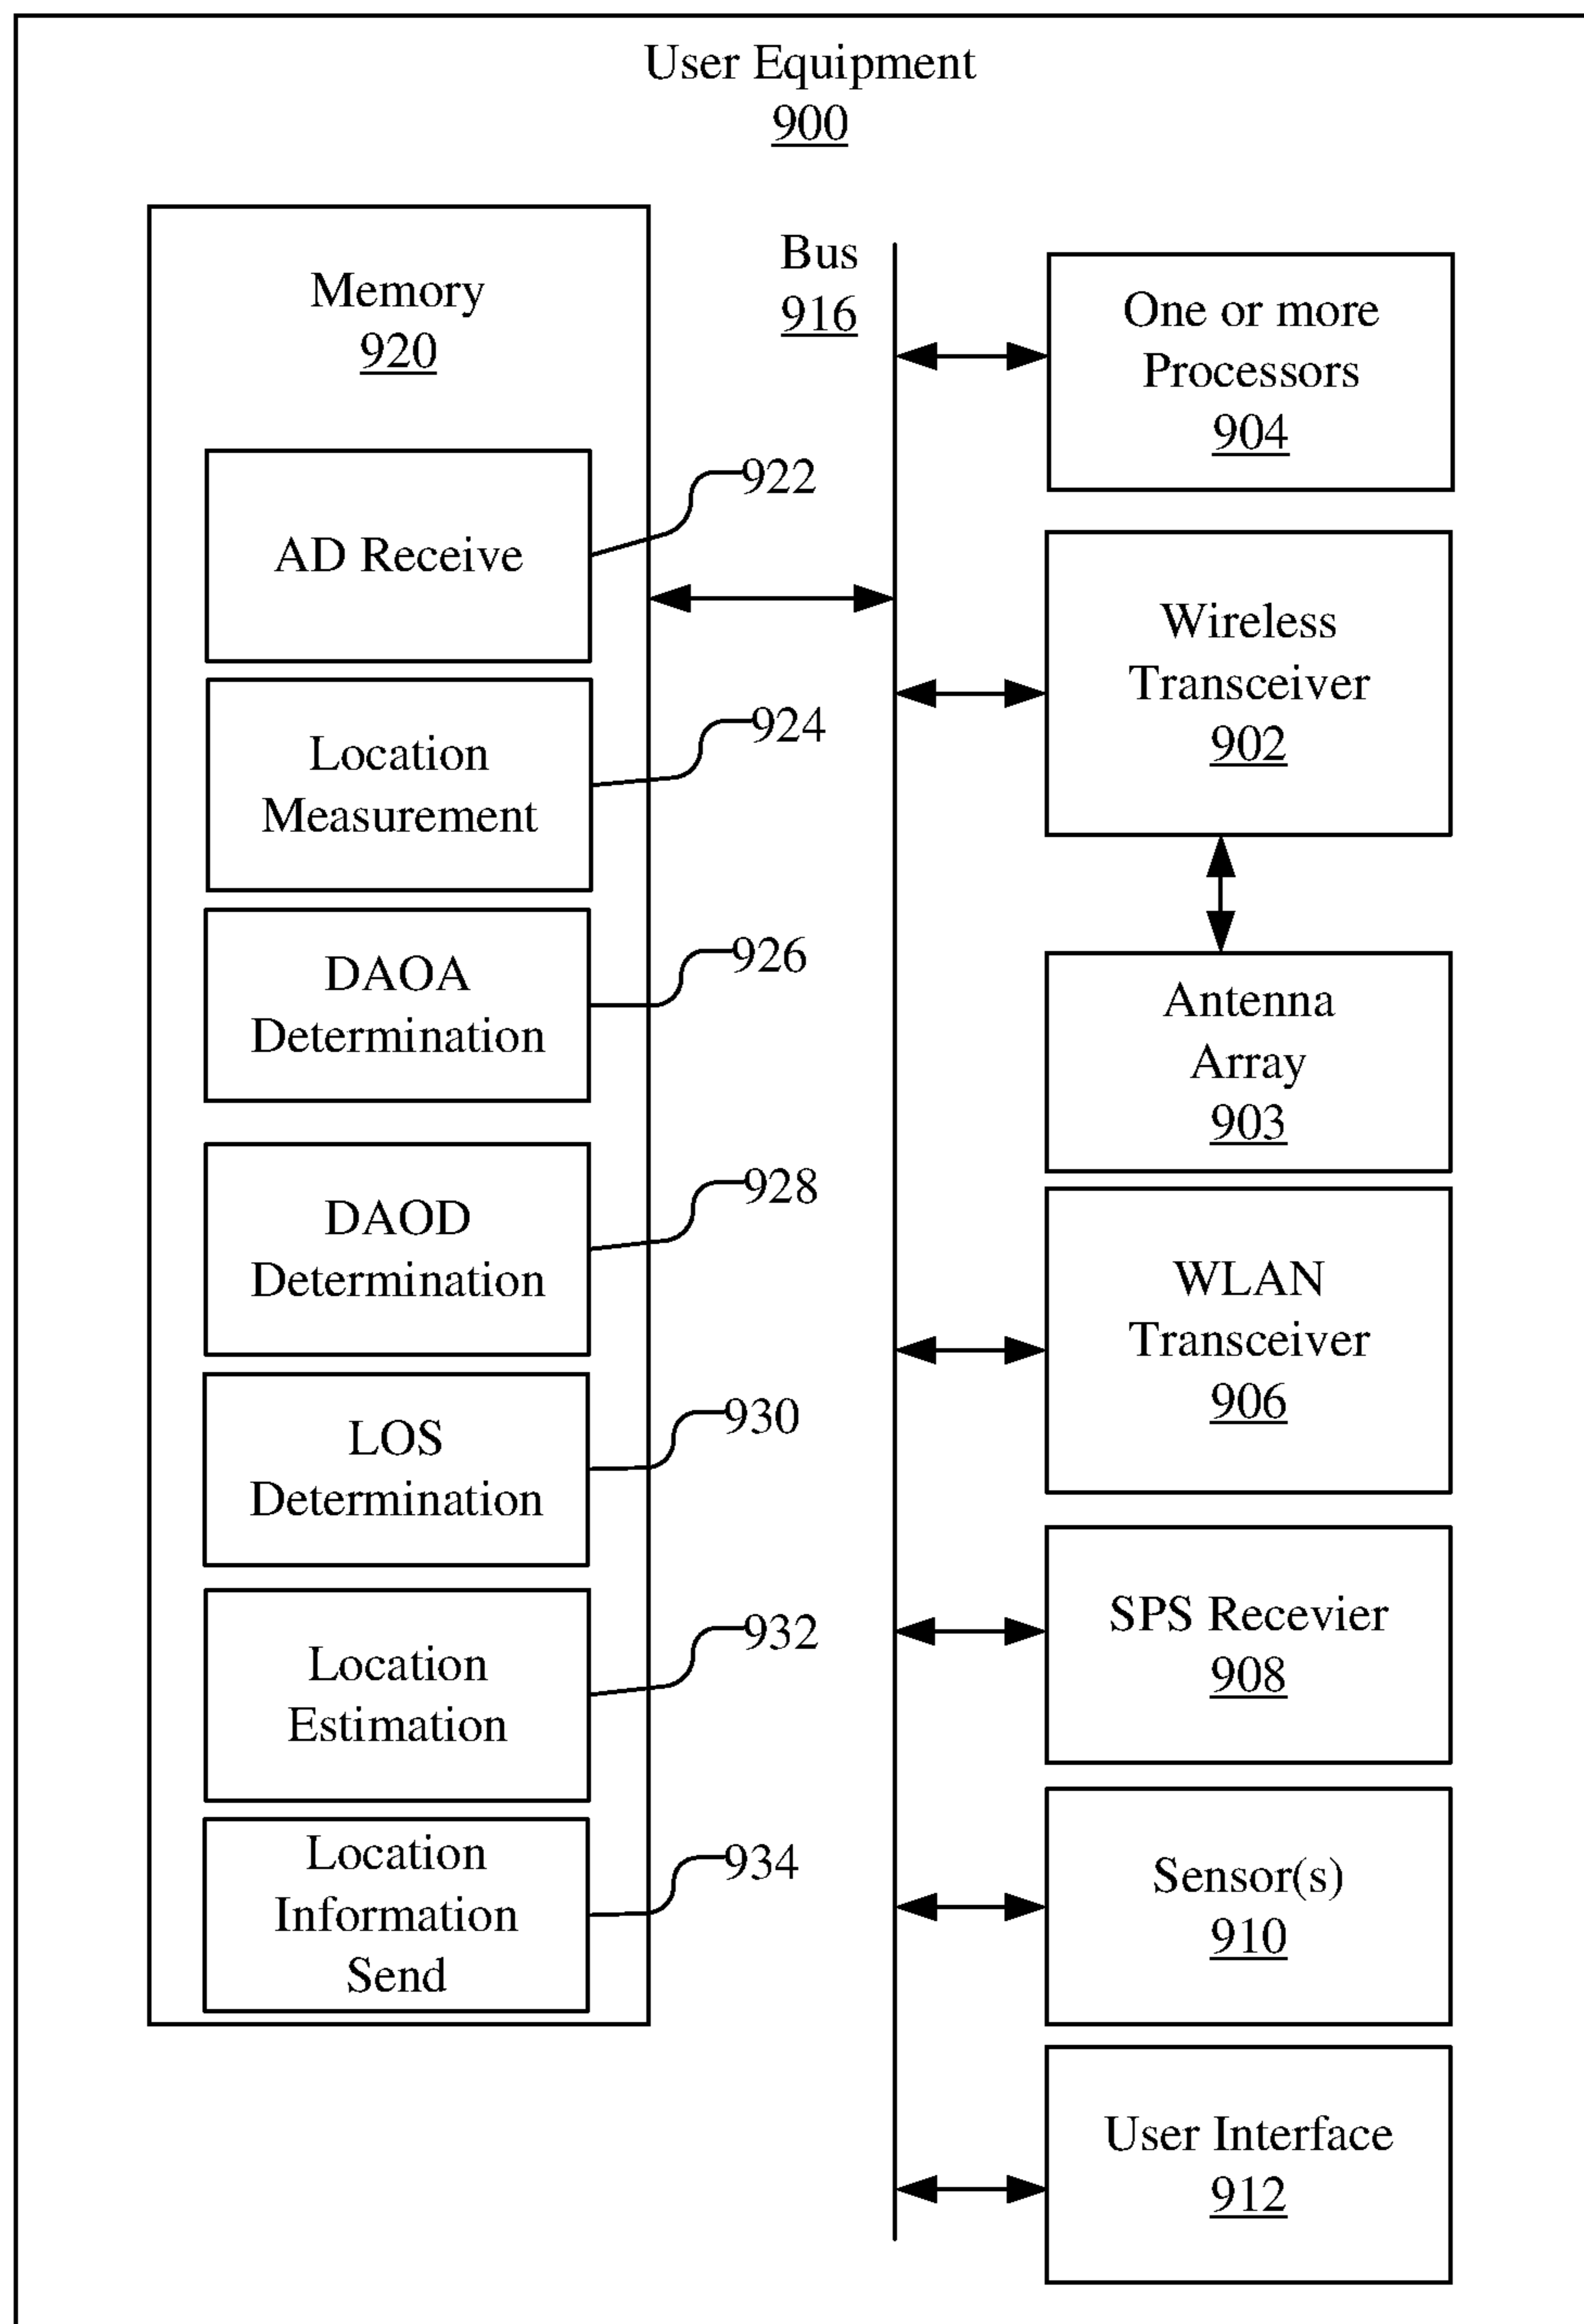 User Equipment
900
Memory
920
AD Receive
922
Location
Measurement
924
DAOA
Determination
926
DAOD
Determination
928
LOS
Determination
930
Location
Estimation
932
Location
Information
Send
934
Bus
916
One or more
Processors
904
Wireless
Transceiver
902
Antenna
Array
903
WLAN
Transceiver
906
SPS Recevier
908
Sensor(s)
910
User Interface
912